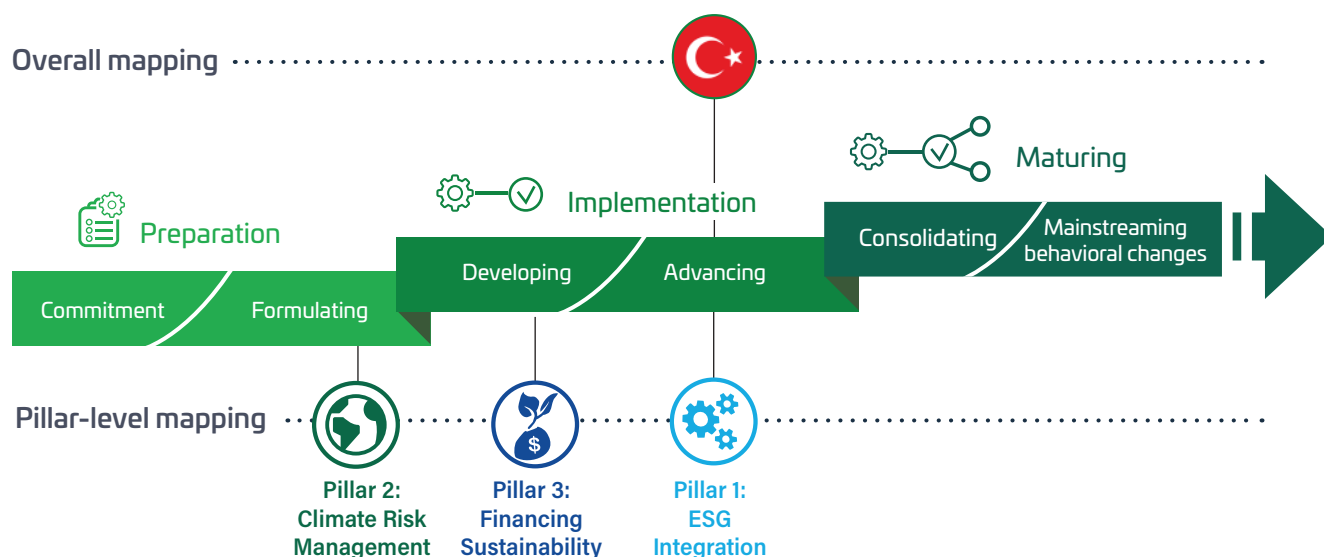 Overall mapping
Maturing
Implementation
Preparation
Consolidating
Mainstreaming
behavioral changes
Developing
Advancing
Commitment
Formulating
Pillar-level mapping
$
Pillar 2:
Climate Risk
Management
Pillar 3:
Financing
Sustainability
Pillar 1:
ESG
Integration